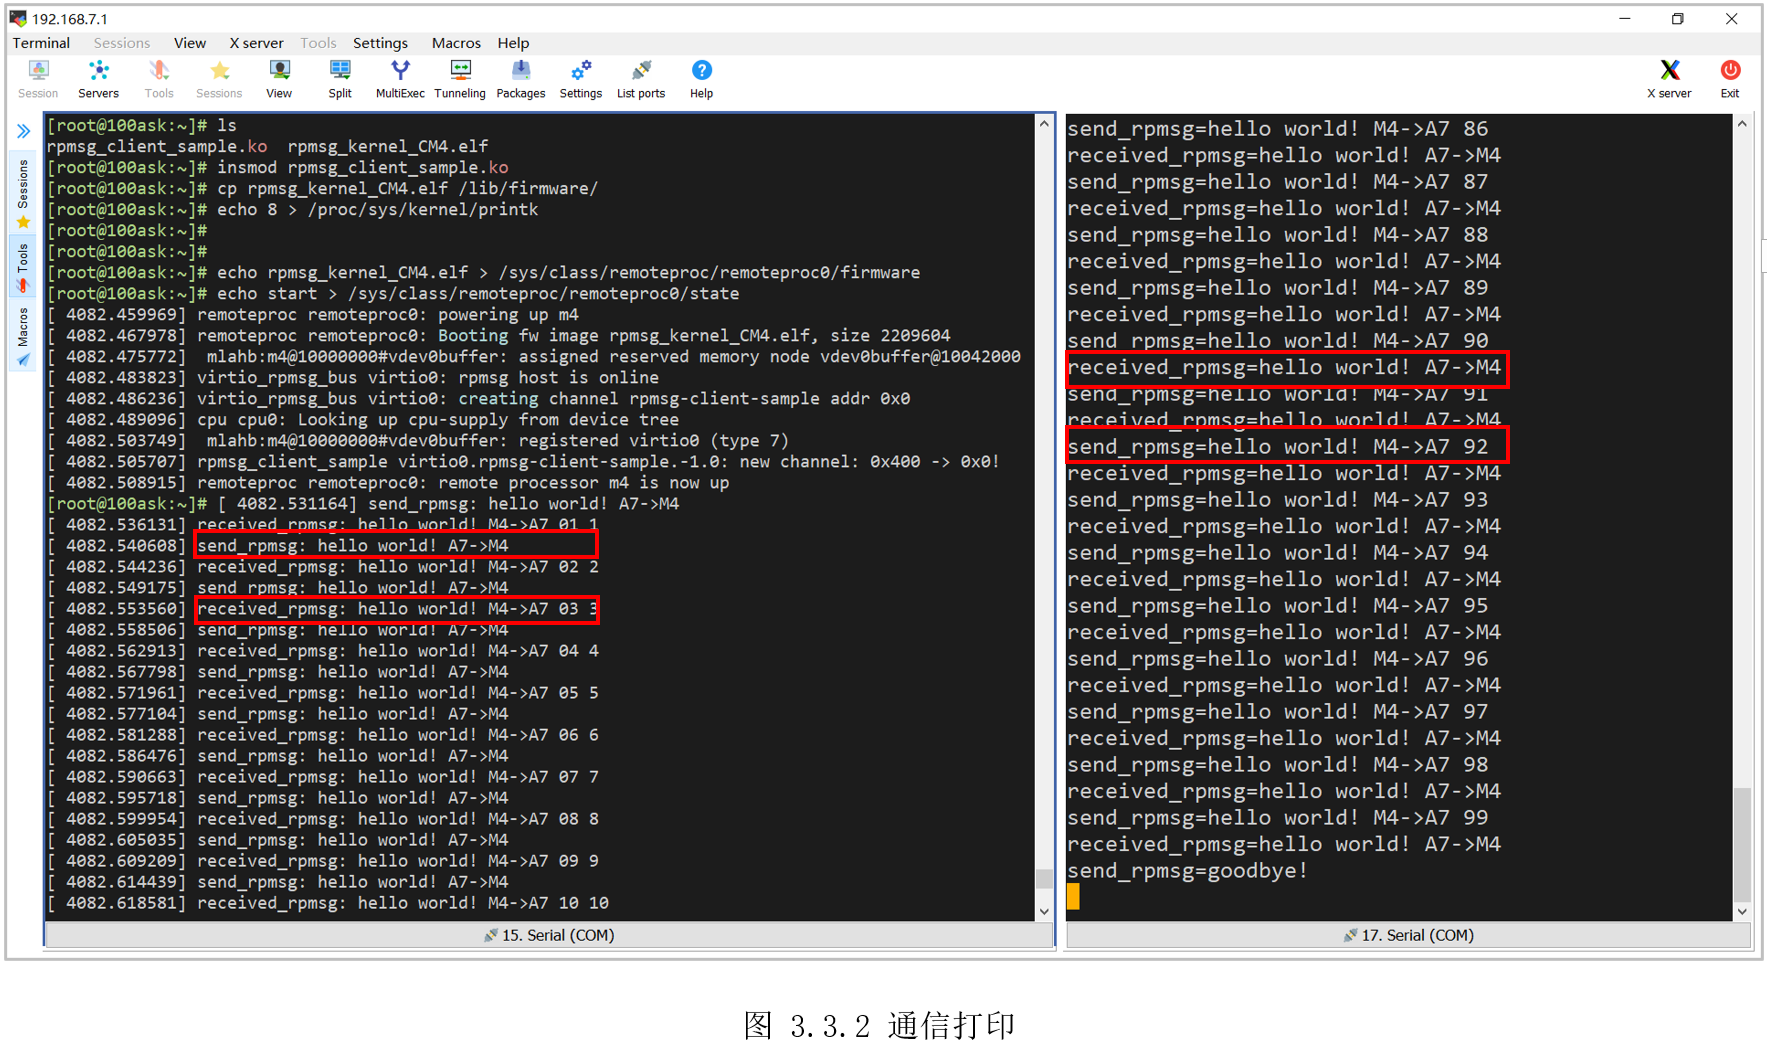 192.168.7.1
Terminal Sessions View X server Tools Settings Macros Help
Session Servers Tools Sessions View Split MultiExec Tunneling Packages Settings List ports Help X server Exit
Sessions
Tools
Macros
[root@100ask:~]# ls
rpmsg_client_sample.ko  rpmsg_kernel_CM4.elf
[root@100ask:~]# insmod rpmsg_client_sample.ko
[root@100ask:~]# cp rpmsg_kernel_CM4.elf /lib/firmware/
[root@100ask:~]# echo 8 > /proc/sys/kernel/printk
[root@100ask:~]#
[root@100ask:~]#
[root@100ask:~]# echo rpmsg_kernel_CM4.elf > /sys/class/remoteproc/remoteproc0/firmware
[root@100ask:~]# echo start > /sys/class/remoteproc/remoteproc0/state
[ 4082.459969] remoteproc remoteproc0: powering up m4
[ 4082.467978] remoteproc remoteproc0: Booting fw image rpmsg_kernel_CM4.elf, size 2209604
[ 4082.475772]  mlahb:m4@10000000#vdev0buffer: assigned reserved memory node vdev0buffer@10042000
[ 4082.483823] virtio_rpmsg_bus virtio0: rpmsg host is online
[ 4082.486236] virtio_rpmsg_bus virtio0: creating channel rpmsg-client-sample addr 0x0
[ 4082.489096] cpu cpu0: Looking up cpu-supply from device tree
[ 4082.503749]  mlahb:m4@10000000#vdev0buffer: registered virtio0 (type 7)
[ 4082.505707] rpmsg_client_sample virtio0.rpmsg-client-sample.-1.0: new channel: 0x400 -> 0x0!
[ 4082.508915] remoteproc remoteproc0: remote processor m4 is now up
[root@100ask:~]# [ 4082.531164] send_rpmsg: hello world! A7->M4
[ 4082.536131] received_rpmsg: hello world! M4->A7 01 1
[ 4082.540608] send_rpmsg: hello world! A7->M4
[ 4082.544236] received_rpmsg: hello world! M4->A7 02 2
[ 4082.549175] send_rpmsg: hello world! A7->M4
[ 4082.553560] received_rpmsg: hello world! M4->A7 03 3
[ 4082.558506] send_rpmsg: hello world! A7->M4
[ 4082.562913] received_rpmsg: hello world! M4->A7 04 4
[ 4082.567798] send_rpmsg: hello world! A7->M4
[ 4082.571961] received_rpmsg: hello world! M4->A7 05 5
[ 4082.577104] send_rpmsg: hello world! A7->M4
[ 4082.581288] received_rpmsg: hello world! M4->A7 06 6
[ 4082.586476] send_rpmsg: hello world! A7->M4
[ 4082.590663] received_rpmsg: hello world! M4->A7 07 7
[ 4082.595718] send_rpmsg: hello world! A7->M4
[ 4082.599954] received_rpmsg: hello world! M4->A7 08 8
[ 4082.605035] send_rpmsg: hello world! A7->M4
[ 4082.609209] received_rpmsg: hello world! M4->A7 09 9
[ 4082.614439] send_rpmsg: hello world! A7->M4
[ 4082.618581] received_rpmsg: hello world! M4->A7 10 10
15. Serial (COM)
send_rpmsg=hello world! M4->A7 86
received_rpmsg=hello world! A7->M4
send_rpmsg=hello world! M4->A7 87
received_rpmsg=hello world! A7->M4
send_rpmsg=hello world! M4->A7 88
received_rpmsg=hello world! A7->M4
send_rpmsg=hello world! M4->A7 89
received_rpmsg=hello world! A7->M4
send_rpmsg=hello world! M4->A7 90
received_rpmsg=hello world! A7->M4
send_rpmsg=hello world! M4->A7 91
received_rpmsg=hello world! A7->M4
send_rpmsg=hello world! M4->A7 92
received_rpmsg=hello world! A7->M4
send_rpmsg=hello world! M4->A7 93
received_rpmsg=hello world! A7->M4
send_rpmsg=hello world! M4->A7 94
received_rpmsg=hello world! A7->M4
send_rpmsg=hello world! M4->A7 95
received_rpmsg=hello world! A7->M4
send_rpmsg=hello world! M4->A7 96
received_rpmsg=hello world! A7->M4
send_rpmsg=hello world! M4->A7 97
received_rpmsg=hello world! A7->M4
send_rpmsg=hello world! M4->A7 98
received_rpmsg=hello world! A7->M4
send_rpmsg=hello world! M4->A7 99
received_rpmsg=hello world! A7->M4
send_rpmsg=goodbye!
17. Serial (COM)
图 3.3.2 通信打印